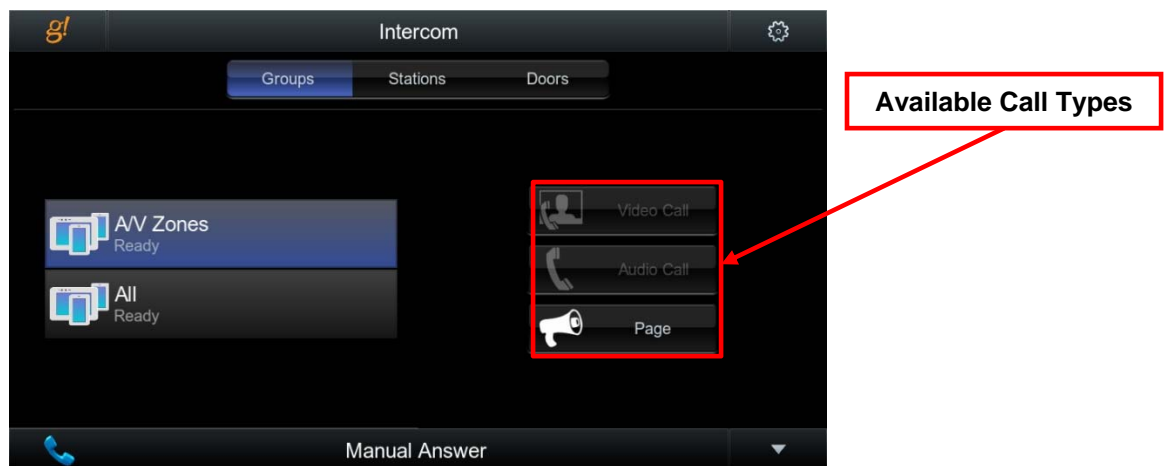 g!
Intercom
Groups
Stations
Doors
Available Call Types
A/V Zones
Ready
All
Ready
Video Call
Audio Call
Page
Manual Answer